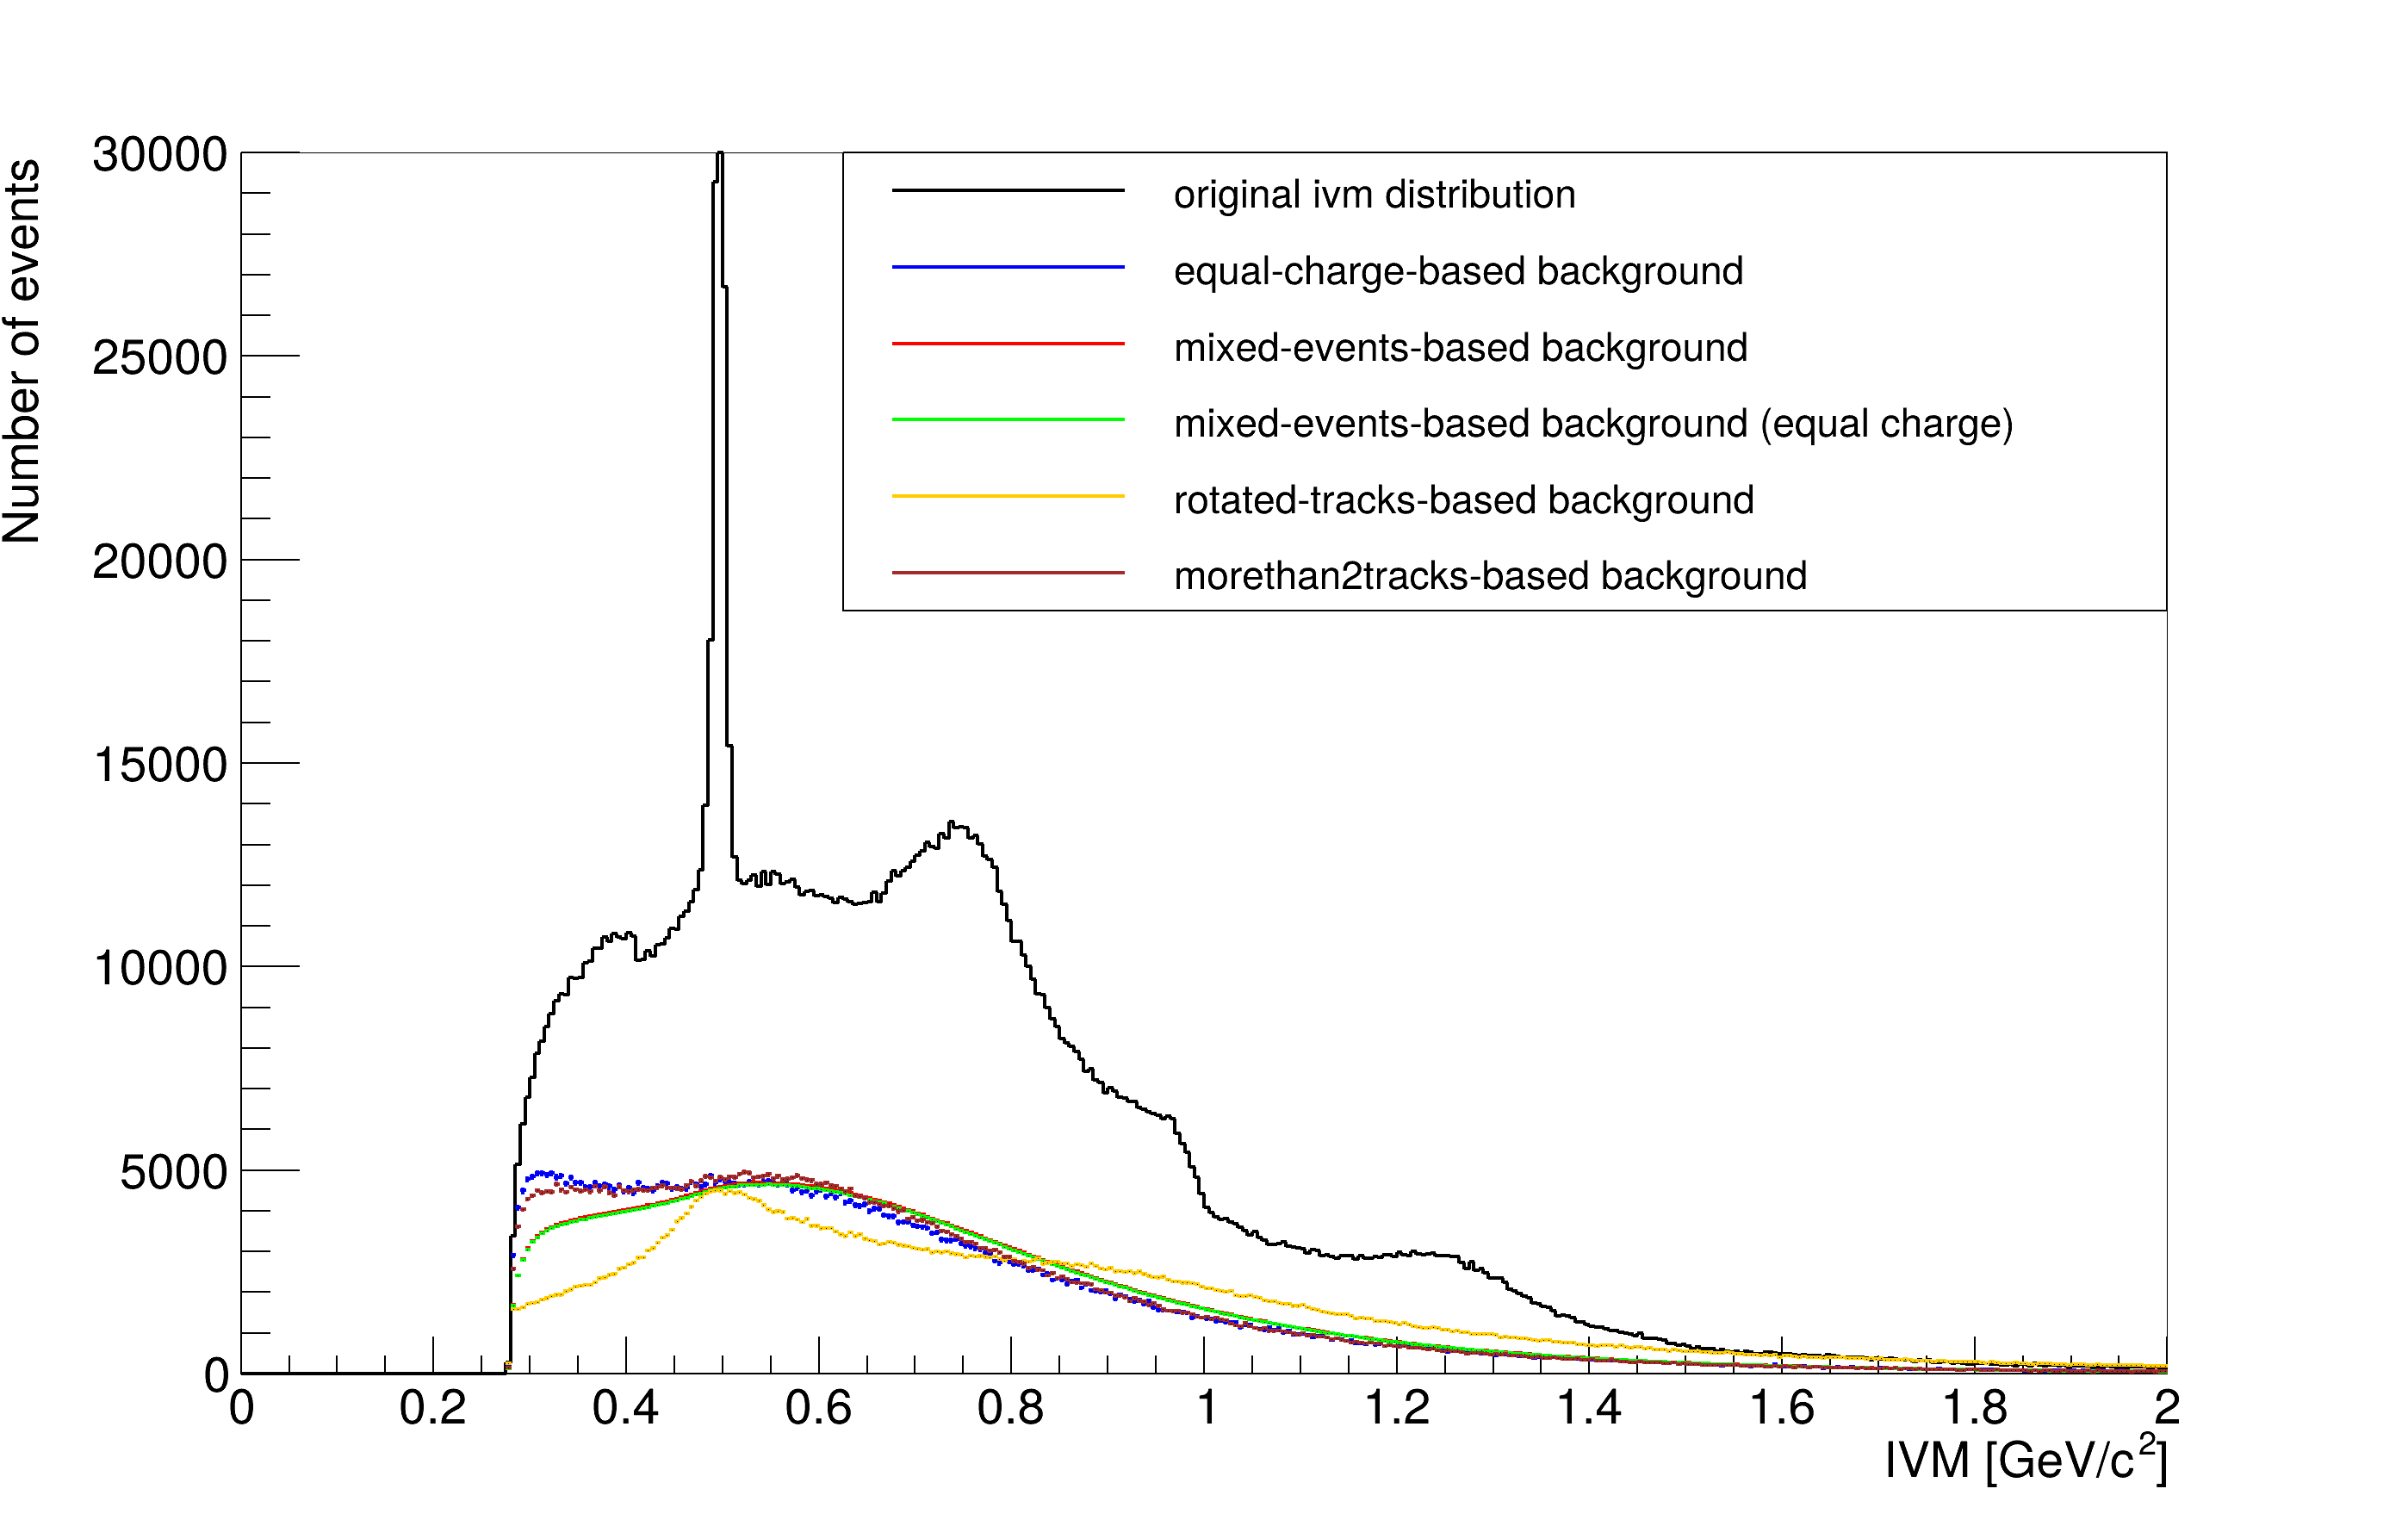 Number of events
30000
25000
20000
15000
10000
5000
0
original ivm distribution
equal-charge-based background
mixed-events-based background
mixed-events-based background (equal charge)
rotated-tracks-based background
morethan2tracks-based background
0 0.2 0.4 0.6 0.8 1 1.2 1.4 1.6 1.8 2
IVM [GeV/c²]